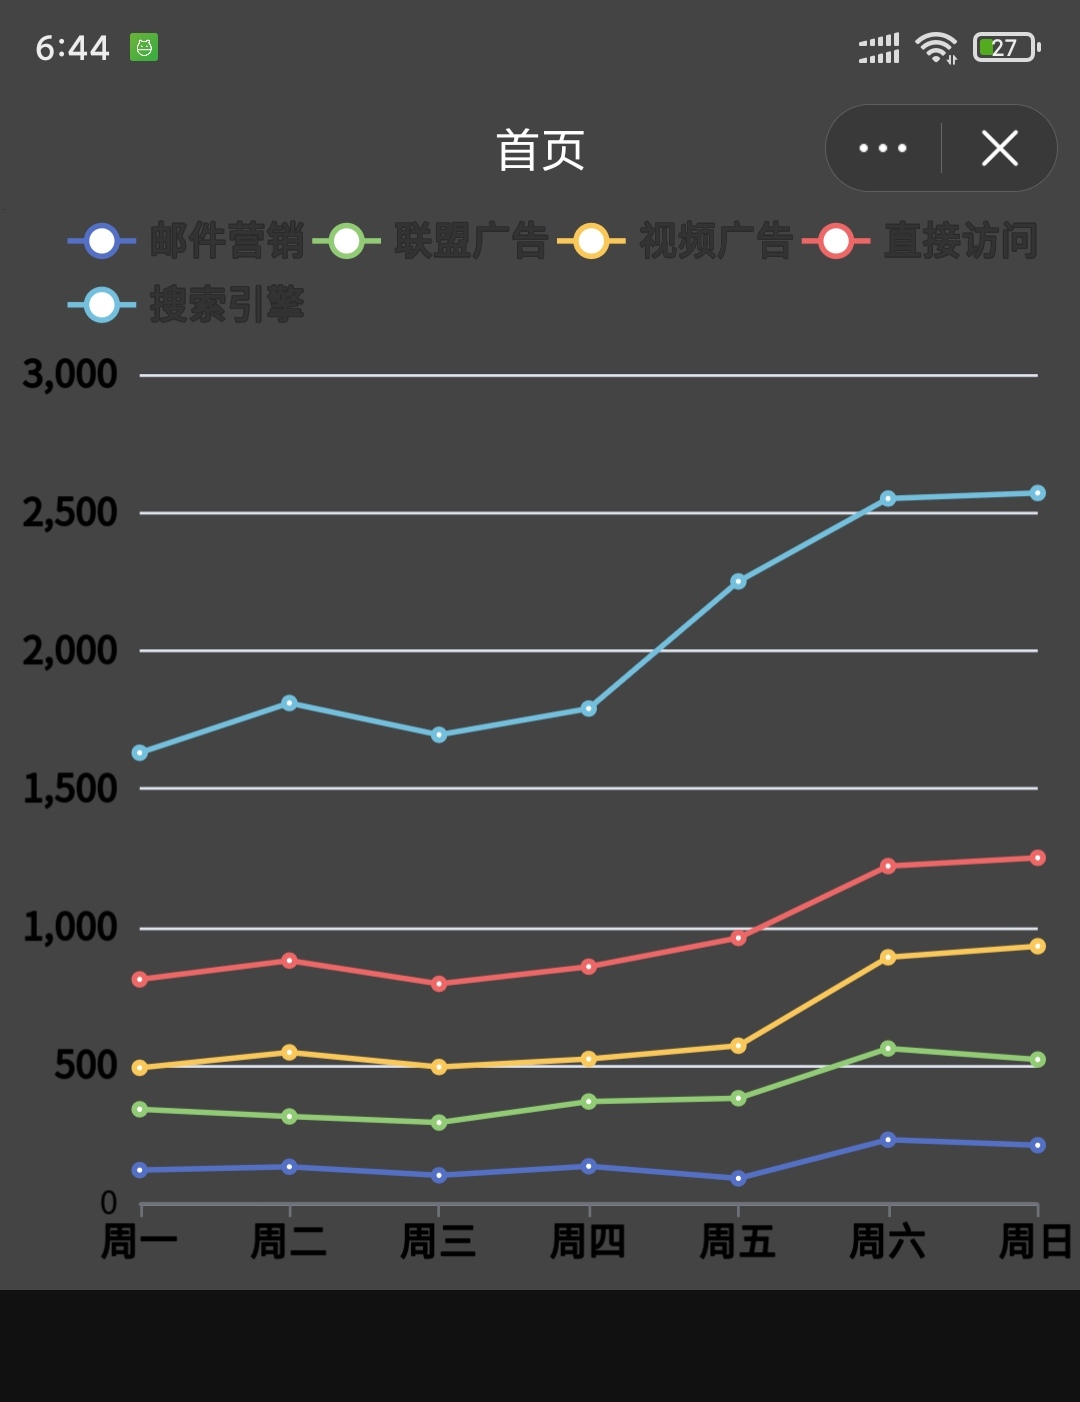 6:44
27
首页
邮件营销 联盟广告 视频广告 直接访问
搜索引擎
3,000
2,500
2,000
1,500
1,000
500
0
周一 周二 周三 周四 周五 周六 周日